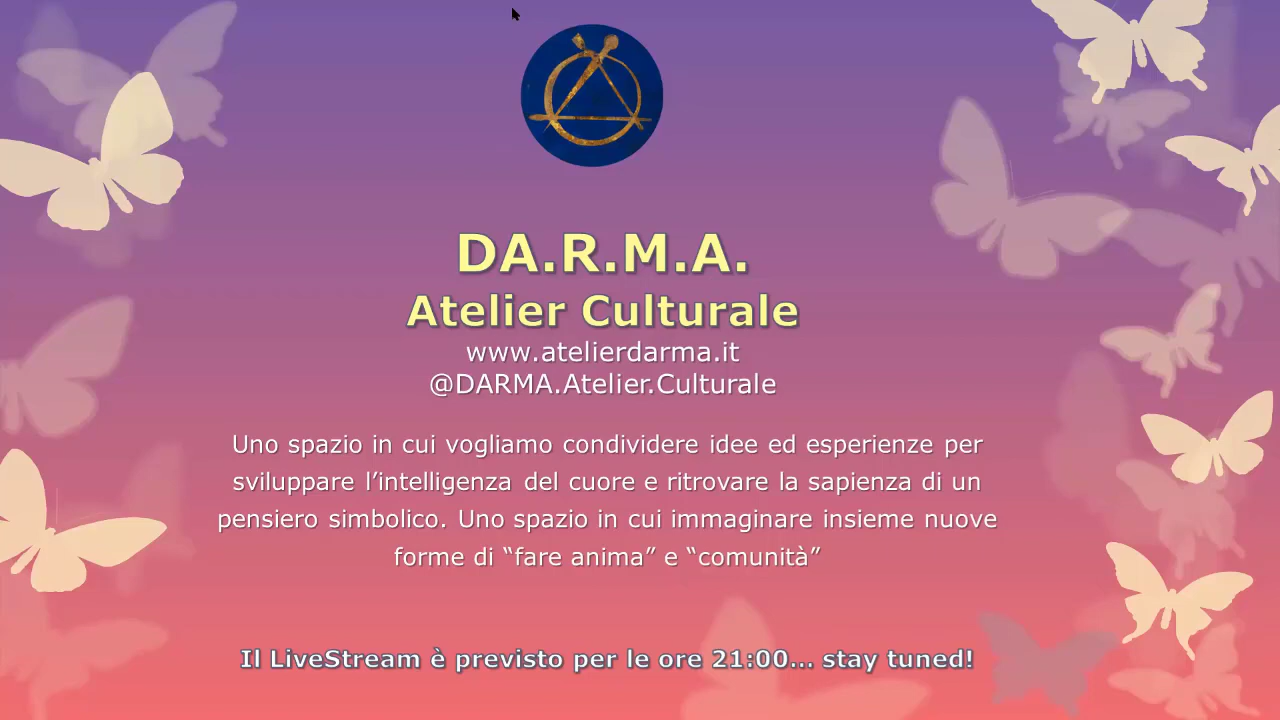 DA.R.M.A.
Atelier Culturale
www.atelierdarma.it
@DARMA.Atelier.Culturale
Uno spazio in cui vogliamo condividere idee ed esperienze per
sviluppare l’intelligenza del cuore e ritrovare la sapienza di un
pensiero simbolico. Uno spazio in cui immaginare insieme nuove
forme di “fare anima” e “comunità”
Il LiveStream è previsto per le ore 21:00... stay tuned!